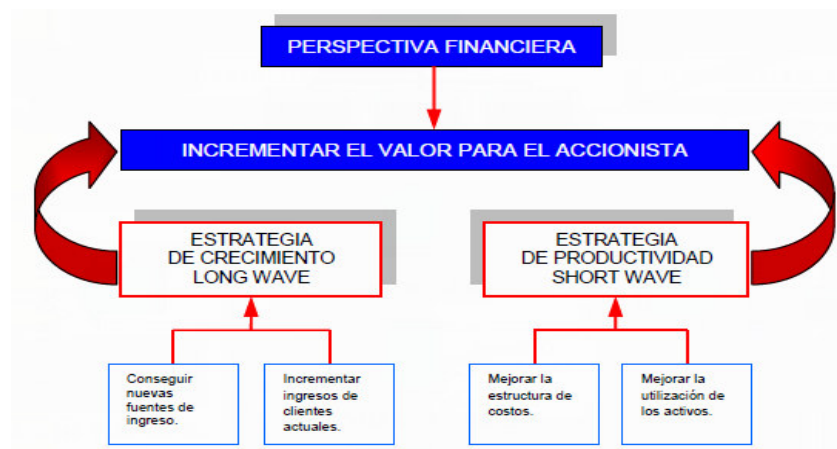 PERSPECTIVA FINANCIERA
INCREMENTAR EL VALOR PARA EL ACCIONISTA
ESTRATEGIA
DE CRECIMIENTO
LONG WAVE
ESTRATEGIA
DE PRODUCTIVIDAD
SHORT WAVE
Conseguir
nuevas
fuentes de
ingreso.
Incrementar
ingresos de
clientes
actuales.
Mejorar la
estructura de
costos.
Mejorar la
utilización de
los activos.